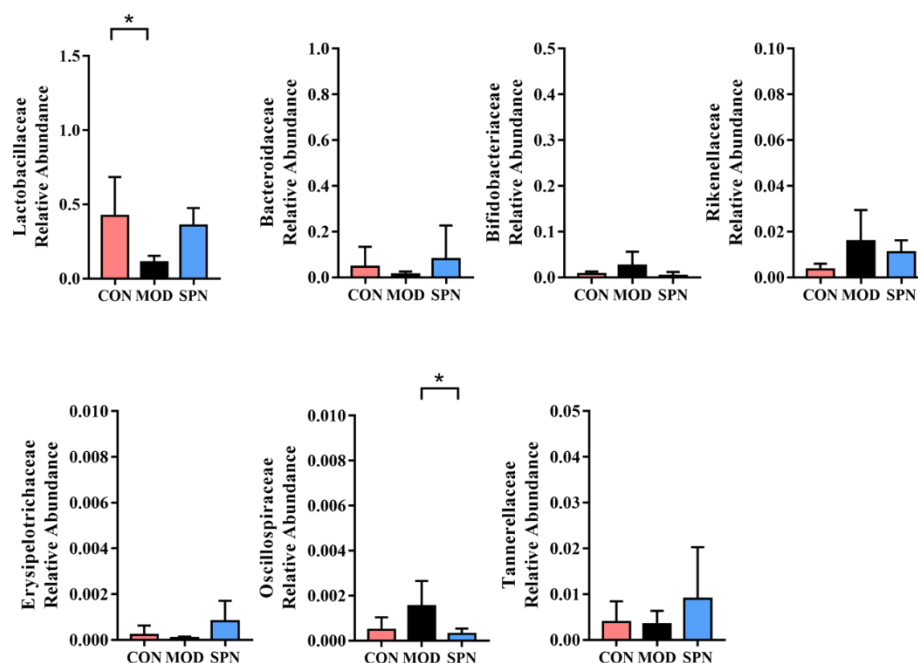 *
Lactobacillaceae
Relative Abundance
1.5
1.0
0.5
0.0
CON MOD SPN
Bacteroidaceae
Relative Abundance
1.0
0.8
0.6
0.4
0.2
0.0
CON MOD SPN
Bifidobacteriaceae
Relative Abundance
0.5
0.4
0.3
0.2
0.1
0.0
CON MOD SPN
Rikenellaceae
Relative Abundance
0.10
0.08
0.06
0.04
0.02
0.00
CON MOD SPN
Erysipelotrichaceae
Relative Abundance
0.010
0.008
0.006
0.004
0.002
0.000
CON MOD SPN
*
Oscillospiraceae
Relative Abundance
0.010
0.008
0.006
0.004
0.002
0.000
CON MOD SPN
Tannerellaceae
Relative Abundance
0.05
0.04
0.03
0.02
0.01
0.00
CON MOD SPN